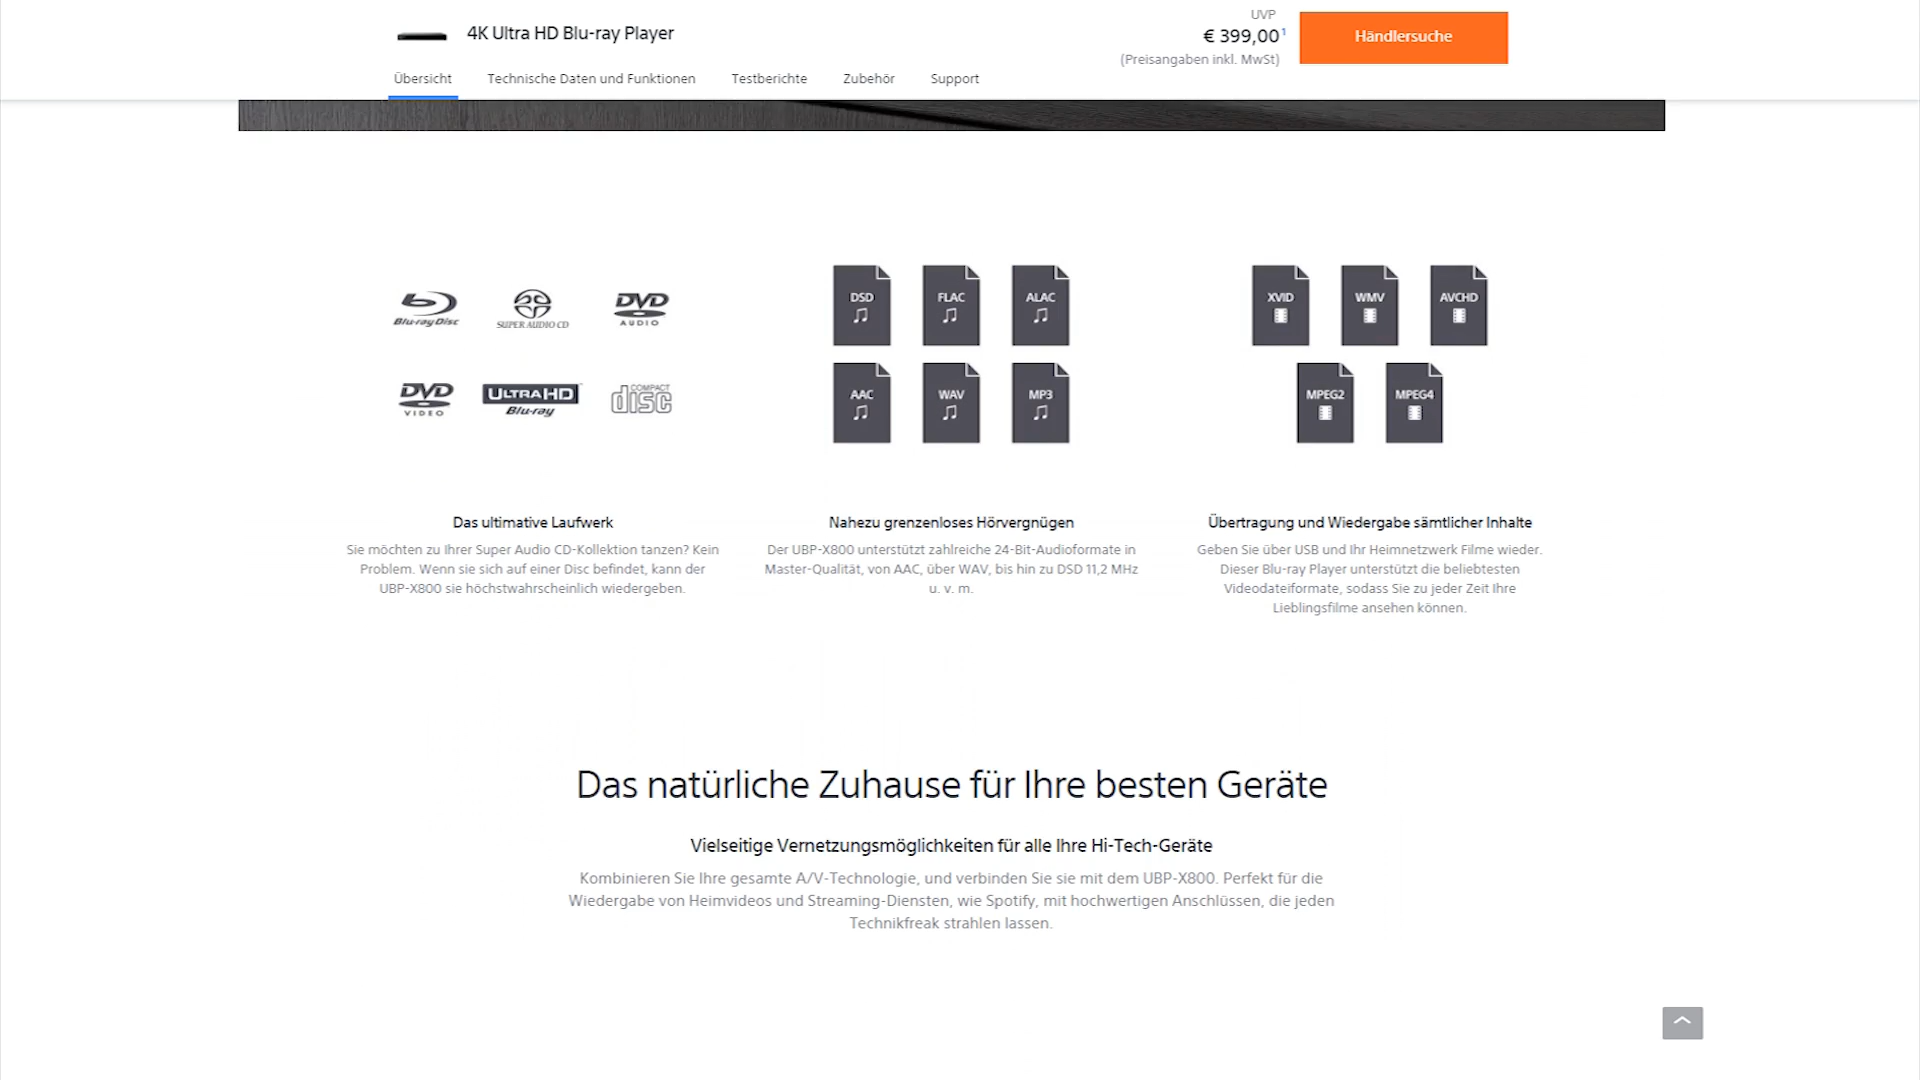 4K Ultra HD Blu-ray Player
UVP
€ 399,00¹
(Preisangaben inkl. MwSt)
Händlersuche
Übersicht
Technische Daten und Funktionen
Testberichte
Zubehör
Support
Blu-ray Disc
SUPER AUDIO CD
DVD AUDIO
DVD VIDEO
ULTRA HD Blu-ray
COMPACT disc
DSD
FLAC
ALAC
AAC
WAV
MP3
XVID
WMV
AVCHD
MPEG2
MPEG4
Das ultimative Laufwerk
Sie möchten zu Ihrer Super Audio CD-Kollektion tanzen? Kein
Problem. Wenn sie sich auf einer Disc befindet, kann der
UBP-X800 sie höchstwahrscheinlich wiedergeben.
Nahezu grenzenloses Hörvergnügen
Der UBP-X800 unterstützt zahlreiche 24-Bit-Audioformate in
Master-Qualität, von AAC, über WAV, bis hin zu DSD 11,2 MHz
u. v. m.
Übertragung und Wiedergabe sämtlicher Inhalte
Geben Sie über USB und Ihr Heimnetzwerk Filme wieder.
Dieser Blu-ray Player unterstützt die beliebtesten
Videodateiformate, sodass Sie zu jeder Zeit Ihre
Lieblingsfilme ansehen können.
Das natürliche Zuhause für Ihre besten Geräte
Vielseitige Vernetzungsmöglichkeiten für alle Ihre Hi-Tech-Geräte
Kombinieren Sie Ihre gesamte A/V-Technologie, und verbinden Sie sie mit dem UBP-X800. Perfekt für die
Wiedergabe von Heimvideos und Streaming-Diensten, wie Spotify, mit hochwertigen Anschlüssen, die jeden
Technikfreak strahlen lassen.